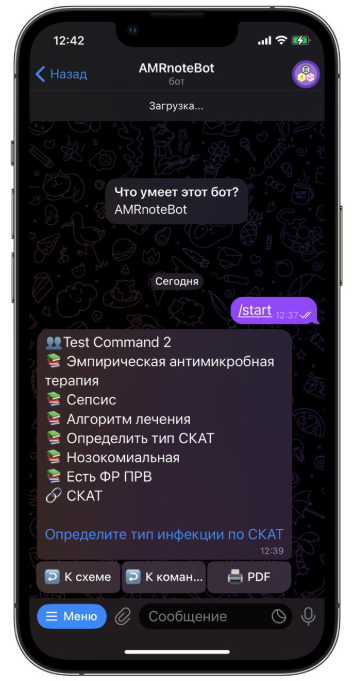 12:42
Назад
AMRnoteBot
бот
Загрузка...
Что умеет этот бот?
AMRnoteBot
Сегодня
/start 12:37
Test Command 2
Эмпирическая антимикробная
терапия
Сепсис
Алгоритм лечения
Определить тип СКАТ
Нозокомиальная
Есть ФР ПРВ
СКАТ
Определите тип инфекции по СКАТ
12:39
К схеме К коман... PDF
Меню Сообщение